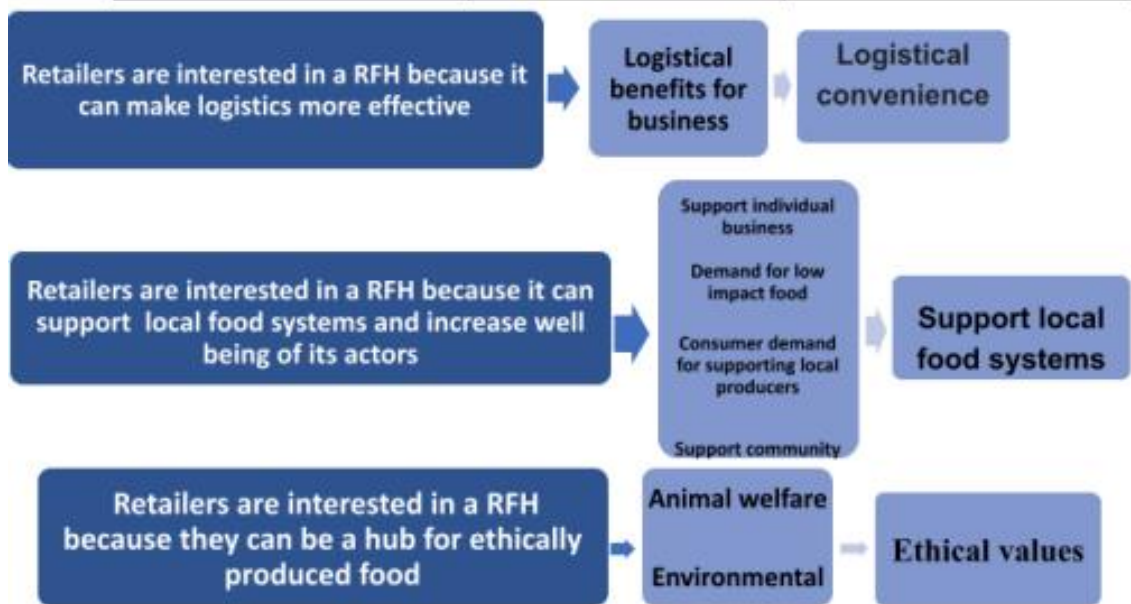 Retailers are interested in a RFH because it
can make logistics more effective
Logistical
benefits for
business
Logistical
convenience
Retailers are interested in a RFH because it can
support local food systems and increase well
being of its actors
Support individual
business
Demand for low
impact food
Consumer demand
for supporting local
producers
Support community
Support local
food systems
Retailers are interested in a RFH
because they can be a hub for ethically
produced food
Animal welfare
Environmental
Ethical values